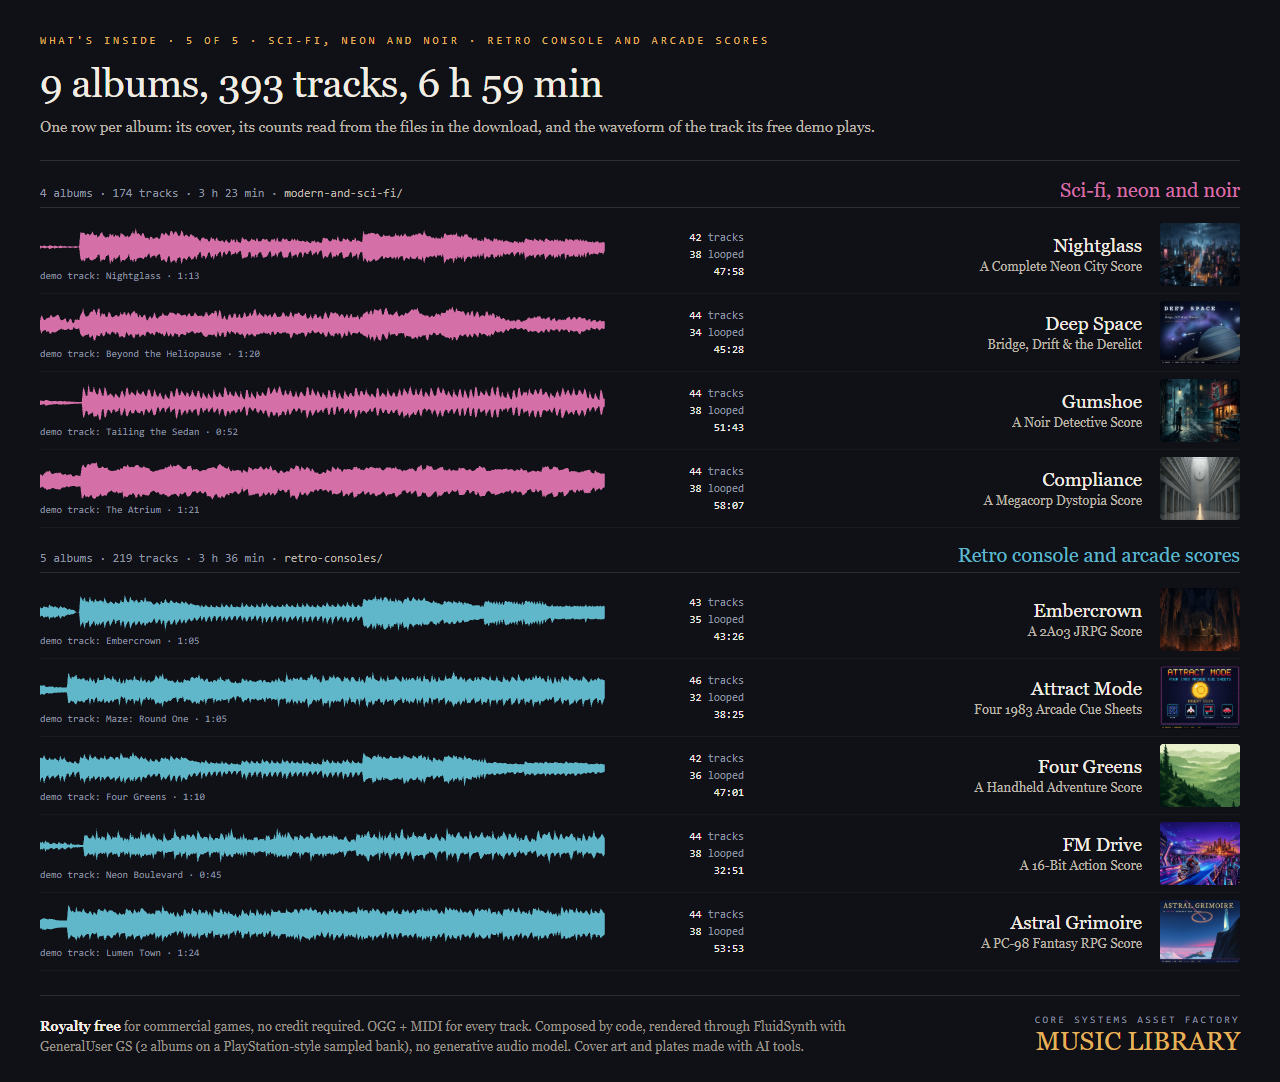 WHAT'S INSIDE · 5 OF 5 · SCI-FI, NEON AND NOIR · RETRO CONSOLE AND ARCADE SCORES
9 albums, 393 tracks, 6 h 59 min
One row per album: its cover, its counts read from the files in the download, and the waveform of the track its free demo plays.
4 albums · 174 tracks · 3 h 23 min · modern-and-sci-fi/
Sci-fi, neon and noir
demo track: Nightglass · 1:13
42 tracks
38 looped
47:58
Nightglass
A Complete Neon City Score
demo track: Beyond the Heliopause · 1:20
44 tracks
34 looped
45:28
Deep Space
Bridge, Drift & the Derelict
DEEP SPACE
demo track: Tailing the Sedan · 0:52
44 tracks
38 looped
51:43
Gumshoe
A Noir Detective Score
demo track: The Atrium · 1:21
44 tracks
38 looped
58:07
Compliance
A Megacorp Dystopia Score
5 albums · 219 tracks · 3 h 36 min · retro-consoles/
Retro console and arcade scores
demo track: Embercrown · 1:05
43 tracks
35 looped
43:26
Embercrown
A 2A03 JRPG Score
demo track: Maze: Round One · 1:05
46 tracks
32 looped
38:25
Attract Mode
Four 1983 Arcade Cue Sheets
ATTRACT MODE
FOUR 1983 ARCADE CUE SHEETS
demo track: Four Greens · 1:10
42 tracks
36 looped
47:01
Four Greens
A Handheld Adventure Score
demo track: Neon Boulevard · 0:45
44 tracks
38 looped
32:51
FM Drive
A 16-Bit Action Score
demo track: Lumen Town · 1:24
44 tracks
38 looped
53:53
Astral Grimoire
A PC-98 Fantasy RPG Score
ASTRAL GRIMOIRE
Royalty free for commercial games, no credit required. OGG + MIDI for every track. Composed by code, rendered through FluidSynth with
GeneralUser GS (2 albums on a PlayStation-style sampled bank), no generative audio model. Cover art and plates made with AI tools.
CORE SYSTEMS ASSET FACTORY
MUSIC LIBRARY